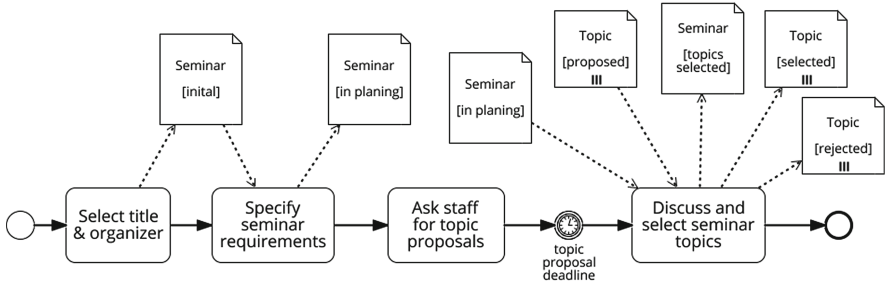 Seminar
[inital]
Seminar
[in planing]
Seminar
[in planing]
Topic
[proposed]
Seminar
[topics
selected]
Topic
[selected]
Topic
[rejected]
Select title
& organizer
Specify
seminar
requirements
Ask staff
for topic
proposals
topic
proposal
deadline
Discuss and
select seminar
topics